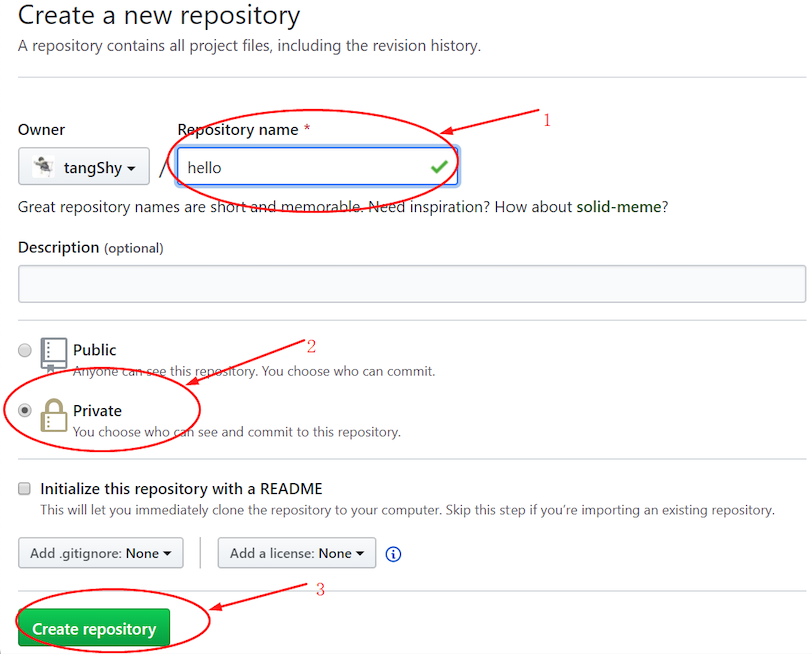 Create a new repository
A repository contains all project files, including the revision history.
Owner
Repository name *
1
tangShy
/
hello
Great repository names are short and memorable. Need inspiration? How about solid-meme?
Description (optional)
2
Public
Anyone can see this repository. You choose who can commit.
Private
You choose who can see and commit to this repository.
Initialize this repository with a README
This will let you immediately clone the repository to your computer. Skip this step if you're importing an existing repository.
Add .gitignore: None
Add a license: None
3
Create repository